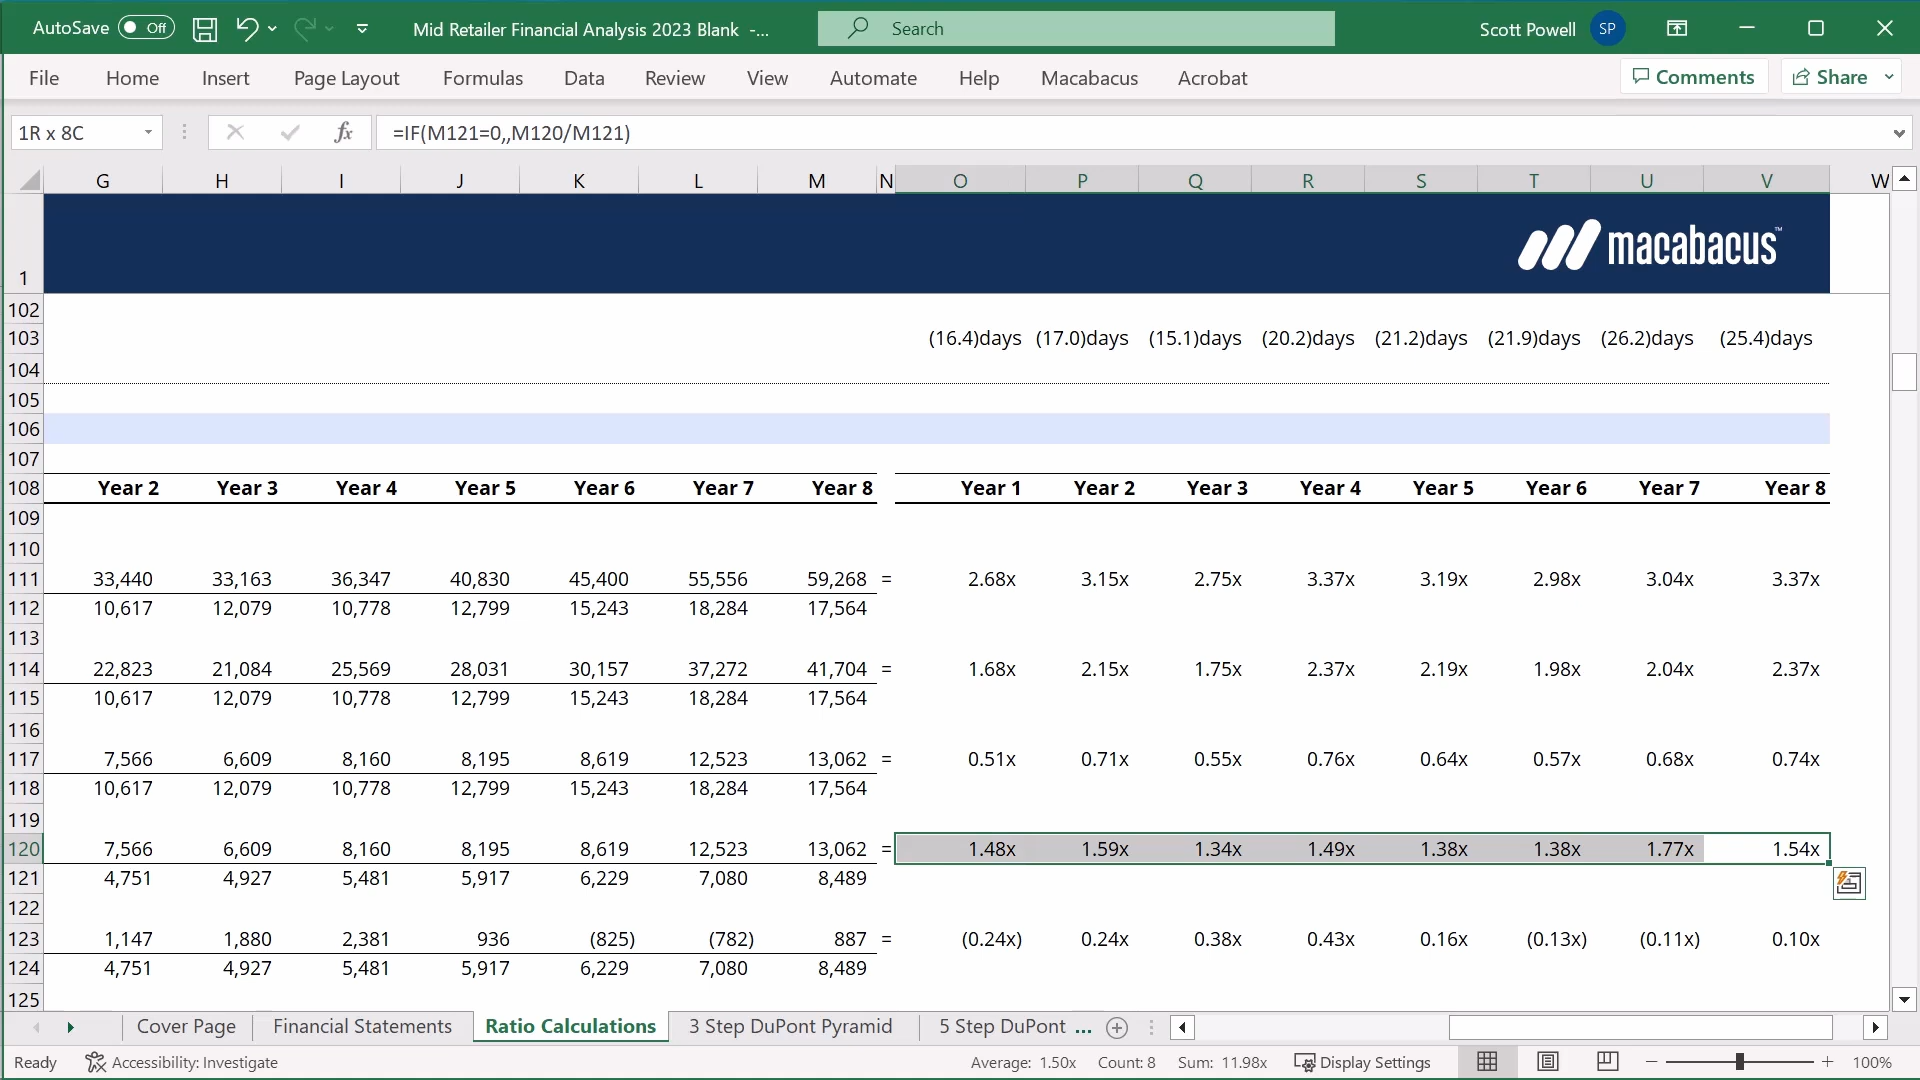 AutoSave Off Mid Retailer Financial Analysis 2023 Blank -... Search Scott Powell SP
File Home Insert Page Layout Formulas Data Review View Automate Help Macabacus Acrobat Comments Share
1R x 8C fx =IF(M121=0,,M120/M121)
G H I J K L M N O P Q R S T U V W
1 macabacus™
102
103 (16.4)days (17.0)days (15.1)days (20.2)days (21.2)days (21.9)days (26.2)days (25.4)days
104
105
106
107
108 Year 2 Year 3 Year 4 Year 5 Year 6 Year 7 Year 8 Year 1 Year 2 Year 3 Year 4 Year 5 Year 6 Year 7 Year 8
109
110
111 33,440 33,163 36,347 40,830 45,400 55,556 59,268 = 2.68x 3.15x 2.75x 3.37x 3.19x 2.98x 3.04x 3.37x
112 10,617 12,079 10,778 12,799 15,243 18,284 17,564
113
114 22,823 21,084 25,569 28,031 30,157 37,272 41,704 = 1.68x 2.15x 1.75x 2.37x 2.19x 1.98x 2.04x 2.37x
115 10,617 12,079 10,778 12,799 15,243 18,284 17,564
116
117 7,566 6,609 8,160 8,195 8,619 12,523 13,062 = 0.51x 0.71x 0.55x 0.76x 0.64x 0.57x 0.68x 0.74x
118 10,617 12,079 10,778 12,799 15,243 18,284 17,564
119
120 7,566 6,609 8,160 8,195 8,619 12,523 13,062 = 1.48x 1.59x 1.34x 1.49x 1.38x 1.38x 1.77x 1.54x
121 4,751 4,927 5,481 5,917 6,229 7,080 8,489
122
123 1,147 1,880 2,381 936 (825) (782) 887 = (0.24x) 0.24x 0.38x 0.43x 0.16x (0.13x) (0.11x) 0.10x
124 4,751 4,927 5,481 5,917 6,229 7,080 8,489
125
Cover Page Financial Statements Ratio Calculations 3 Step DuPont Pyramid 5 Step DuPont ...
Ready Accessibility: Investigate Average: 1.50x Count: 8 Sum: 11.98x Display Settings 100%